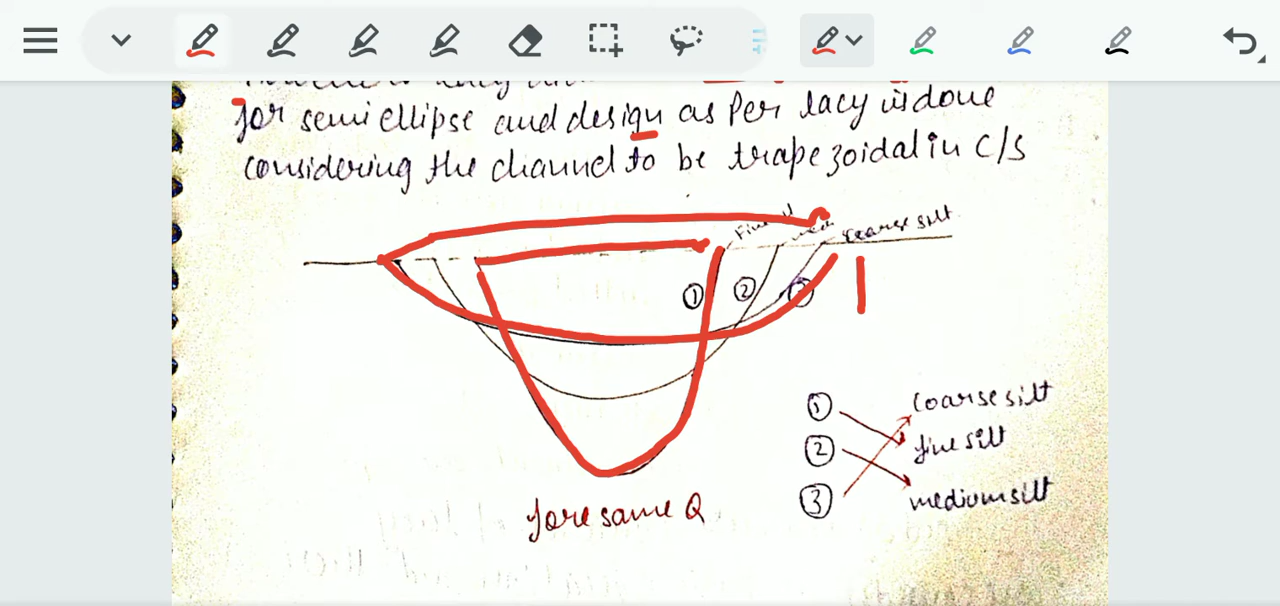 for semi ellipse and design as Per lacy is done
considering the channel to be trapezoidal in C/S
coarse silt
① ② ③
① coarse silt
② fine silt
③ medium silt
fore same Q